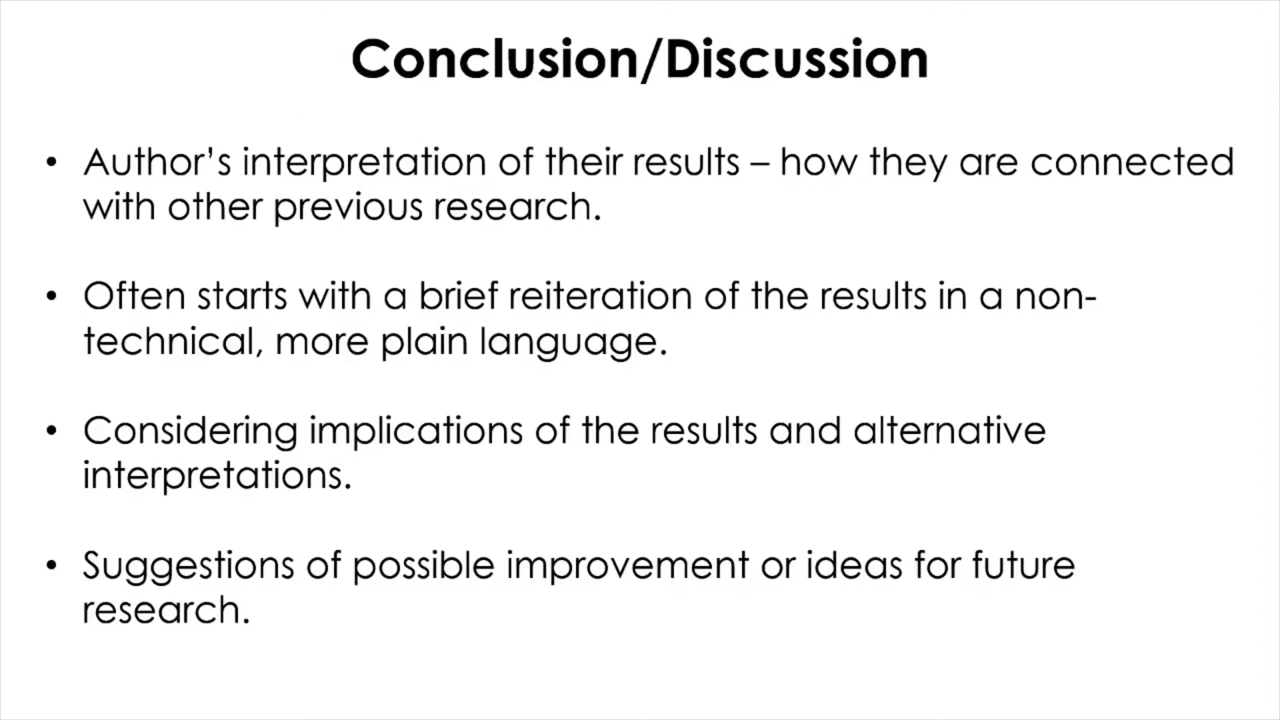 Conclusion/Discussion
• Author’s interpretation of their results – how they are connected
with other previous research.
• Often starts with a brief reiteration of the results in a non-
technical, more plain language.
• Considering implications of the results and alternative
interpretations.
• Suggestions of possible improvement or ideas for future
research.